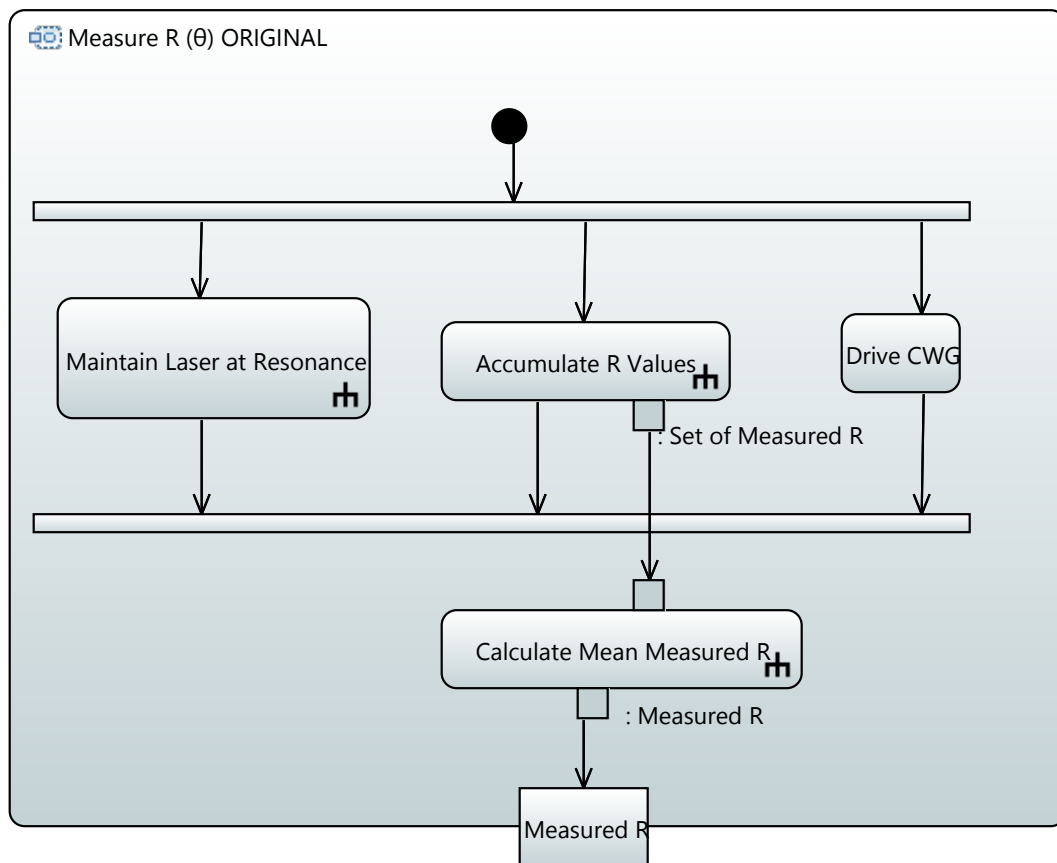 Measure R (θ) ORIGINAL
Maintain Laser at Resonance
Accumulate R Values
Drive CWG
: Set of Measured R
Calculate Mean Measured R
: Measured R
Measured R